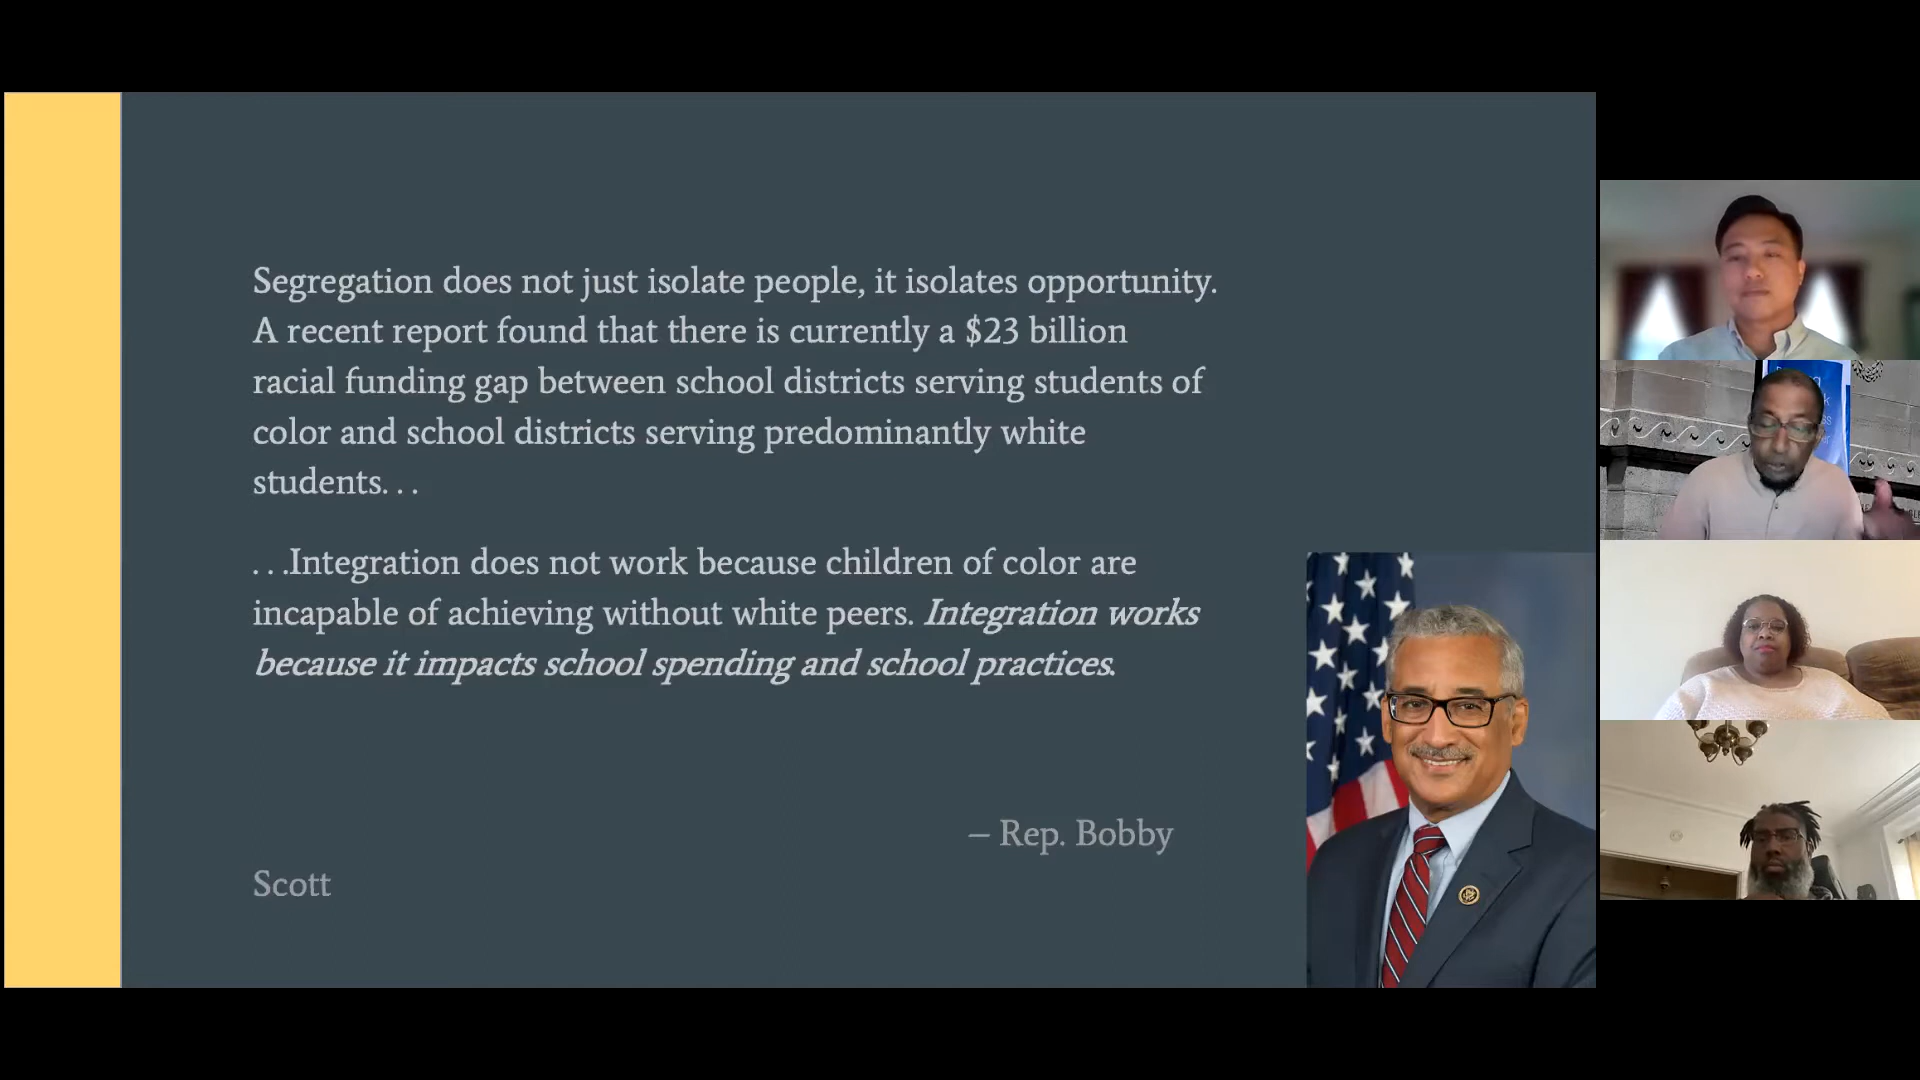 Segregation does not just isolate people, it isolates opportunity.
A recent report found that there is currently a $23 billion
racial funding gap between school districts serving students of
color and school districts serving predominantly white
students. . .
. . .Integration does not work because children of color are
incapable of achieving without white peers. Integration works
because it impacts school spending and school practices.
– Rep. Bobby
Scott